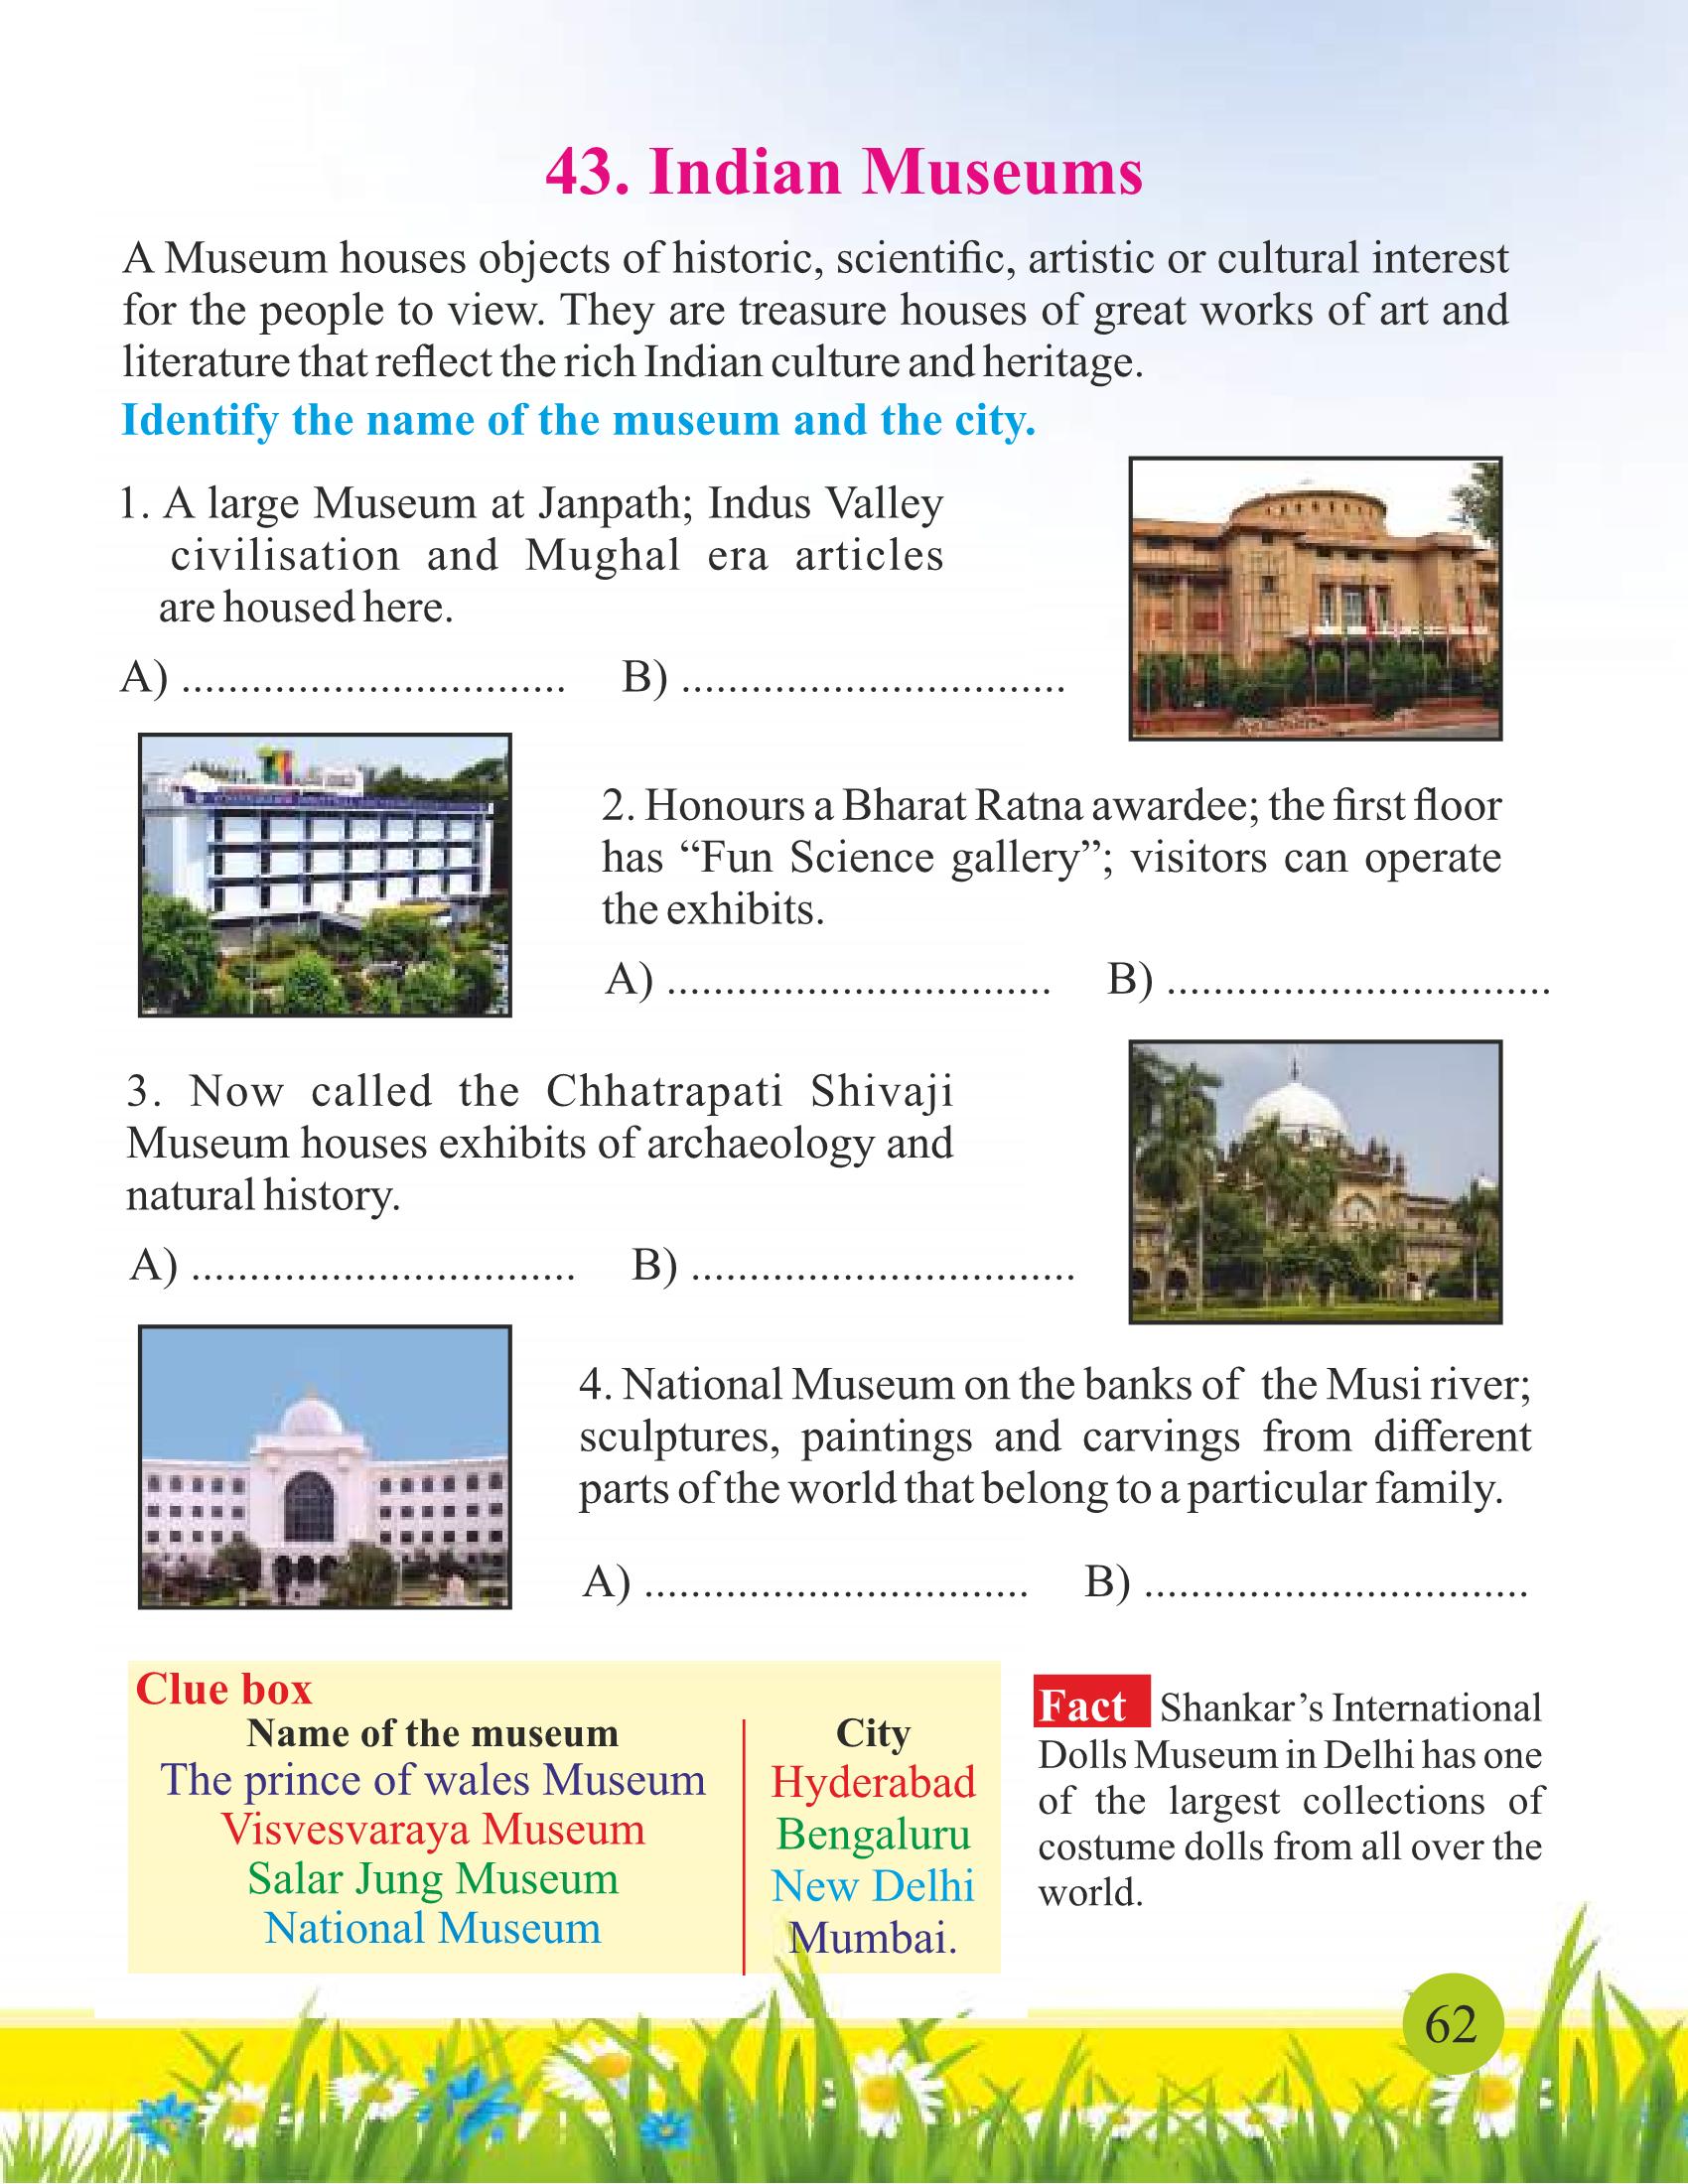 43. Indian Museums
A Museum houses objects of historic, scientific, artistic or cultural interest
for the people to view. They are treasure houses of great works of art and
literature that reflect the rich Indian culture and heritage.
Identify the name of the museum and the city.
1. A large Museum at Janpath; Indus Valley
civilisation and Mughal era articles
are housed here.
A) ................................. B) .................................
2. Honours a Bharat Ratna awardee; the first floor
has “Fun Science gallery”; visitors can operate
the exhibits.
A) ................................. B) .................................
3. Now called the Chhatrapati Shivaji
Museum houses exhibits of archaeology and
natural history.
A) ................................. B) .................................
4. National Museum on the banks of the Musi river;
sculptures, paintings and carvings from different
parts of the world that belong to a particular family.
A) ................................. B) .................................
Clue box
Name of the museum
The prince of wales Museum
Visvesvaraya Museum
Salar Jung Museum
National Museum
City
Hyderabad
Bengaluru
New Delhi
Mumbai.
Fact Shankar’s International
Dolls Museum in Delhi has one
of the largest collections of
costume dolls from all over the
world.
62